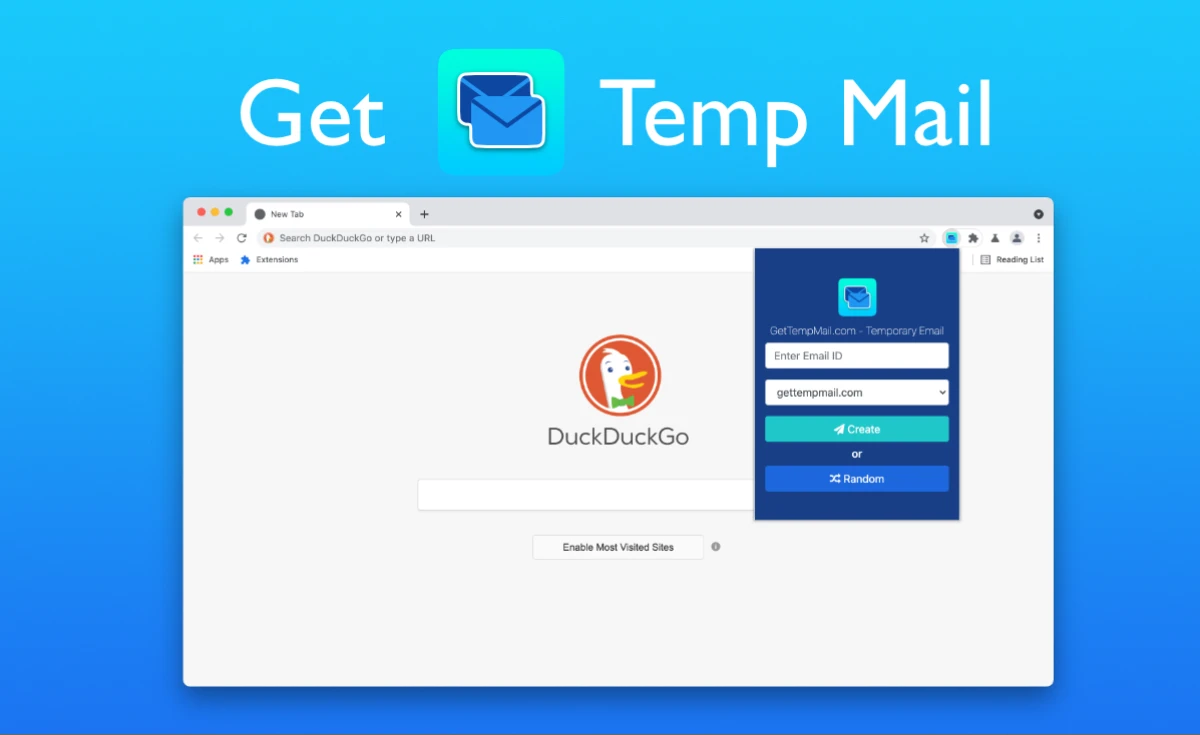 Get Temp Mail
New Tab
Search DuckDuckGo or type a URL
Apps Extensions Reading List
GetTempMail.com - Temporary Email
Enter Email ID
gettempmail.com
Create
or
Random
DuckDuckGo
Enable Most Visited Sites